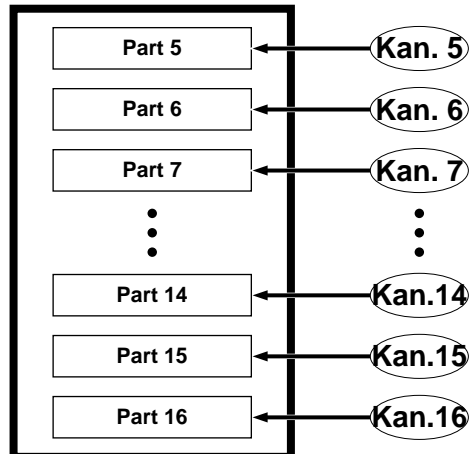 Part 5 Kan. 5
Part 6 Kan. 6
Part 7 Kan. 7
Part 14 Kan.14
Part 15 Kan.15
Part 16 Kan.16